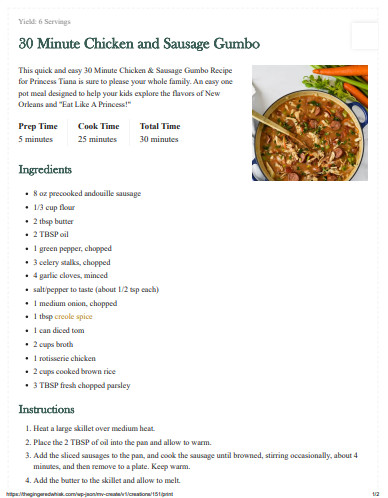 Yield: 6 Servings
30 Minute Chicken and Sausage Gumbo
This quick and easy 30 Minute Chicken & Sausage Gumbo Recipe
for Princess Tiana is sure to please your whole family. An easy one
pot meal designed to help your kids explore the flavors of New
Orleans and "Eat Like A Princess!"
Prep Time Cook Time Total Time
5 minutes 25 minutes 30 minutes
Ingredients
• 8 oz precooked andouille sausage
• 1/3 cup flour
• 2 tbsp butter
• 2 TBSP oil
• 1 green pepper, chopped
• 3 celery stalks, chopped
• 4 garlic cloves, minced
• salt/pepper to taste (about 1/2 tsp each)
• 1 medium onion, chopped
• 1 tbsp creole spice
• 1 can diced tom
• 2 cups broth
• 1 rotisserie chicken
• 2 cups cooked brown rice
• 3 TBSP fresh chopped parsley
Instructions
1. Heat a large skillet over medium heat.
2. Place the 2 TBSP of oil into the pan and allow to warm.
3. Add the sliced sausages to the pan, and cook the sausage until browned, stirring occasionally, about 4
minutes, and then remove to a plate. Keep warm.
4. Add the butter to the skillet and allow to melt.
https://thegingeredwhisk.com/wp-json/mv-create/v1/creations/151/print 1/2